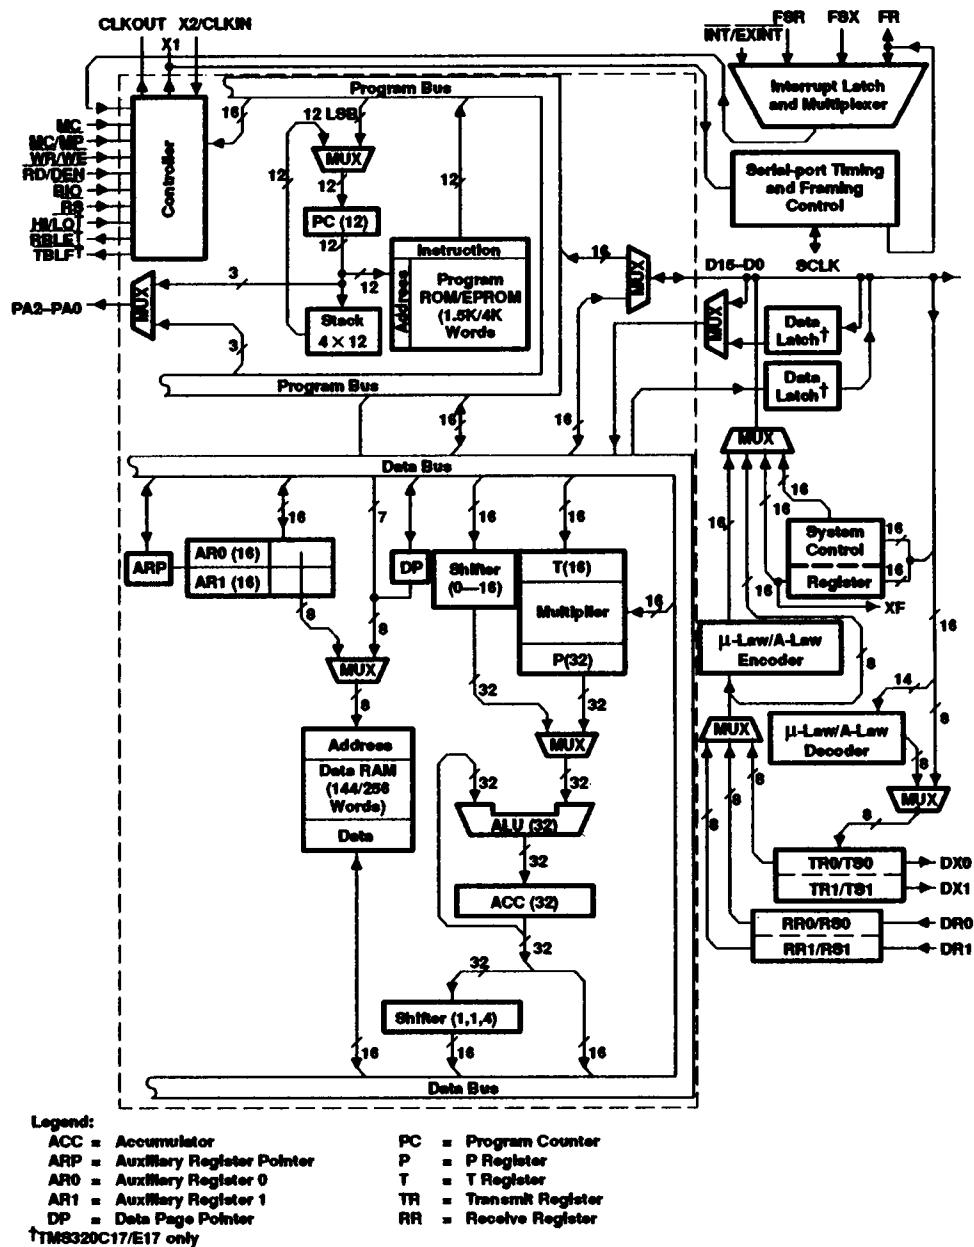 CLKOUT X2/CLKIN
X1
FSR FSX FR
INT/EXINT
Interrupt Latch
and Multiplexer
Program Bus
16
12 LSB
MUX
12
12
12
PC (12)
12
12
Controller
MC
MC/MP
WR/WE
RD/DEN
BIO
RS
HI/LO†
RBLE†
TBLF†
Serial-port Timing
and Framing
Control
SCLK
Instruction
Address
Program
ROM/EPROM
(1.5K/4K
Words
Stack
4 × 12
3
MUX
PA2–PA0
3
Program Bus
16
MUX
D15–D0
MUX
Data
Latch†
Data
Latch†
16
16
MUX
Data Bus
16
7
16
16
16
16
16
16
System
Control
Register
16
16
XF
ARP
AR0 (16)
AR1 (16)
DP
Shifter
(0—16)
T(16)
Multiplier
P(32)
16
16
8
8
MUX
8
32
32
MUX
µ-Law/A-Law
Encoder
8
14
8
MUX
µ-Law/A-Law
Decoder
8
MUX
Address
Data RAM
(144/256
Words)
Data
32
32
ALU (32)
32
ACC (32)
32
32
Shifter (1,1,4)
8
8
8
8
TR0/TS0
TR1/TS1
DX0
DX1
RR0/RS0
RR1/RS1
DR0
DR1
16
16
16
Data Bus
Legend:
ACC = Accumulator
ARP = Auxiliary Register Pointer
AR0 = Auxiliary Register 0
AR1 = Auxiliary Register 1
DP = Data Page Pointer
PC = Program Counter
P = P Register
T = T Register
TR = Transmit Register
RR = Receive Register
†TMS320C17/E17 only